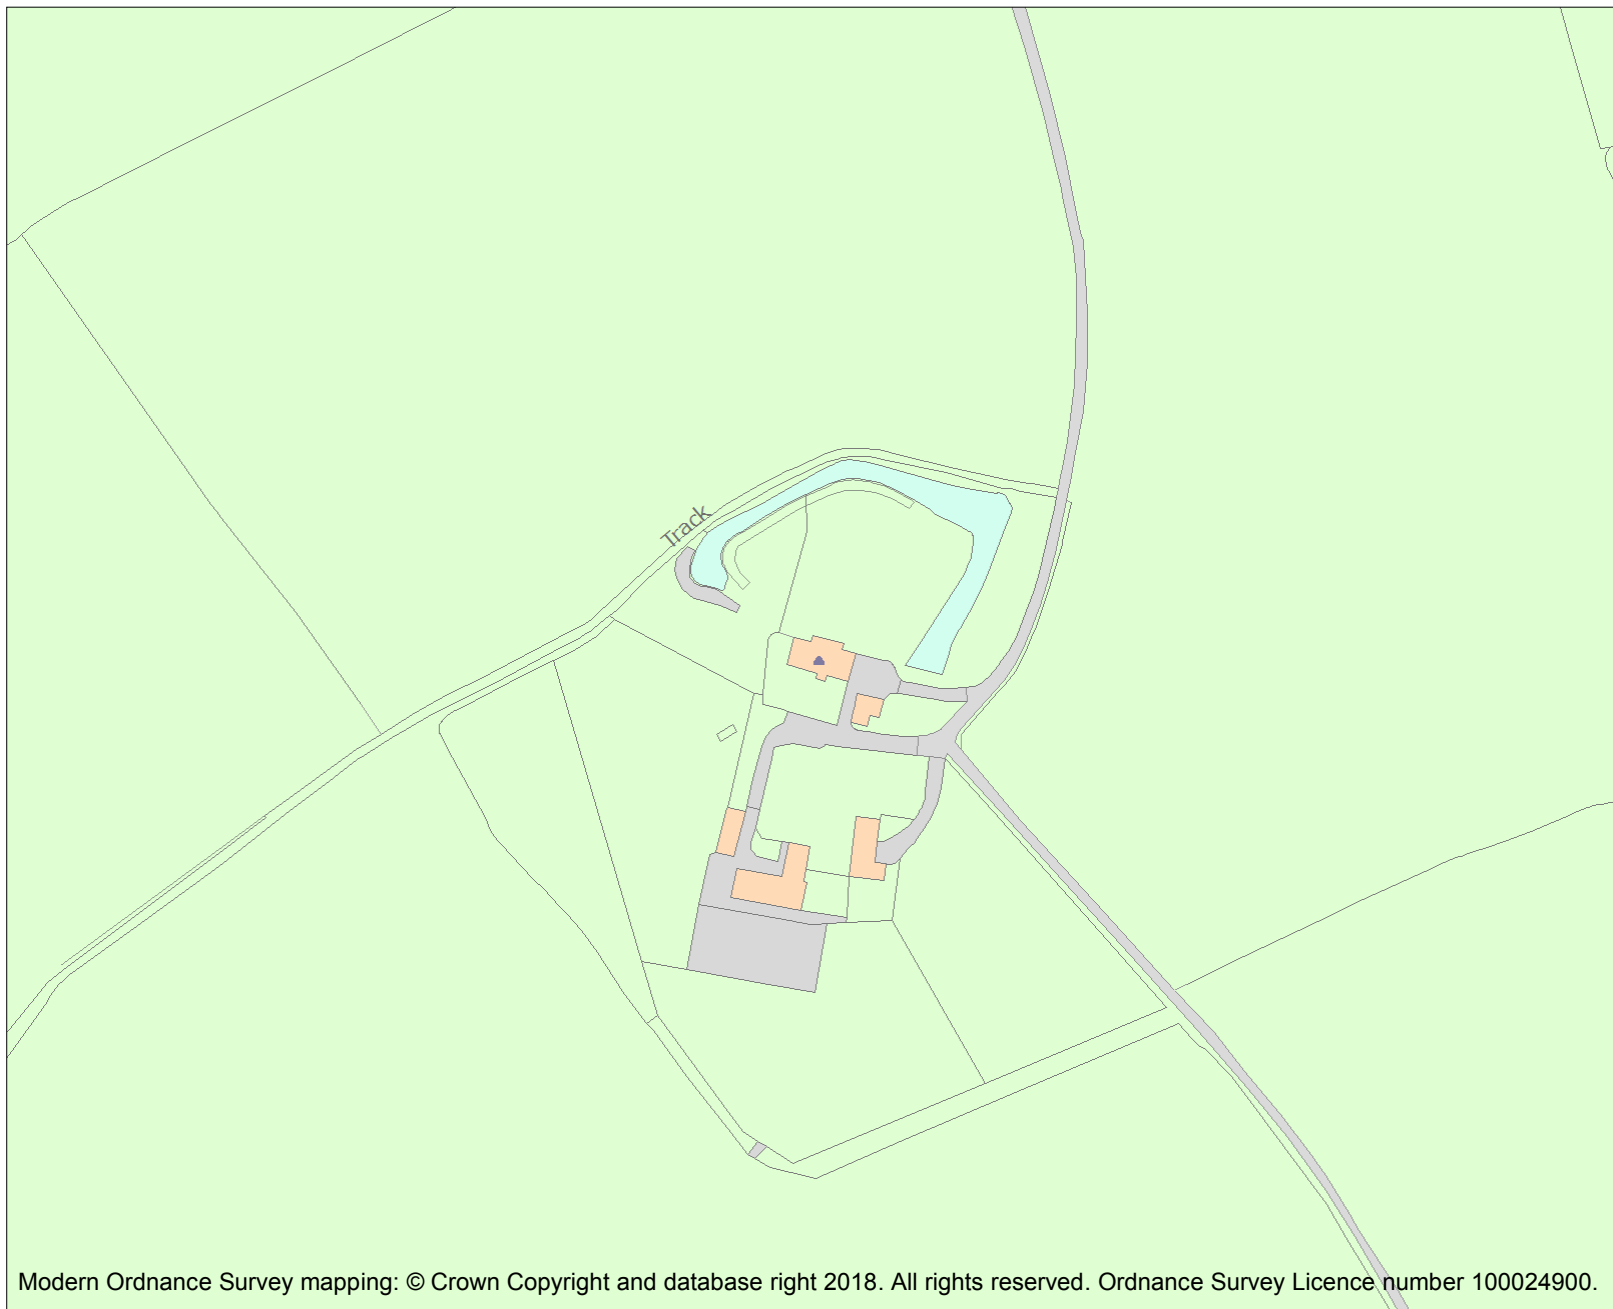 Track
Modern Ordnance Survey mapping: © Crown Copyright and database right 2018. All rights reserved. Ordnance Survey Licence number 100024900.